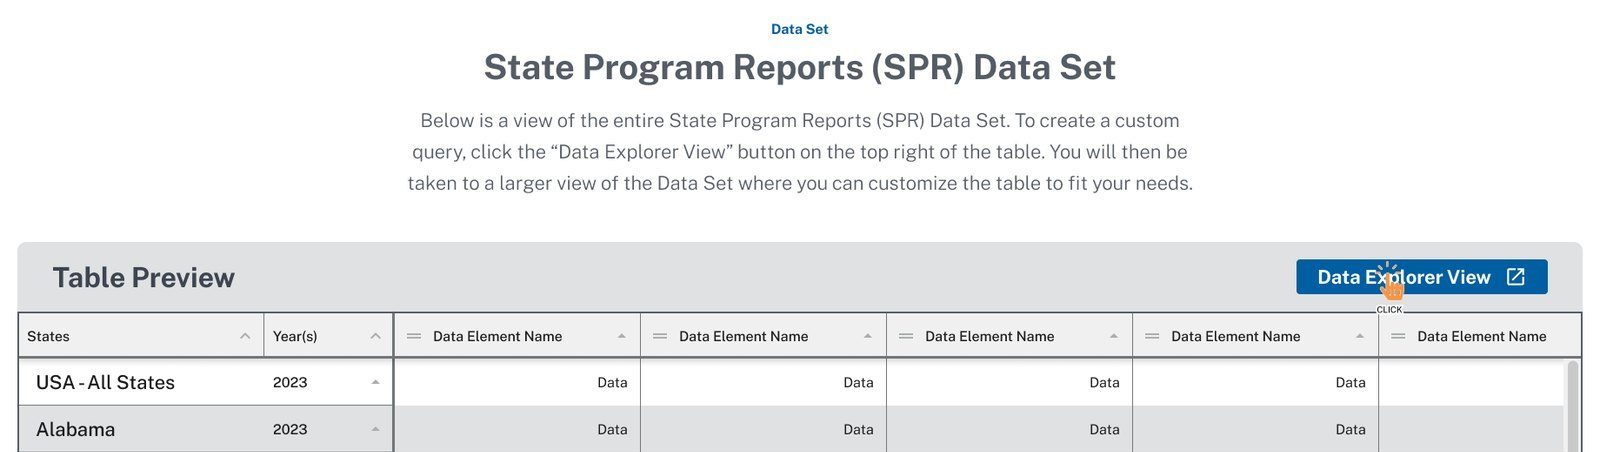 Data Set
State Program Reports (SPR) Data Set
Below is a view of the entire State Program Reports (SPR) Data Set. To create a custom
query, click the “Data Explorer View” button on the top right of the table. You will then be
taken to a larger view of the Data Set where you can customize the table to fit your needs.
Table Preview
Data Explorer View
CLICK
States Year(s) Data Element Name Data Element Name Data Element Name Data Element Name Data Element Name
USA - All States 2023 Data Data Data Data
Alabama 2023 Data Data Data Data